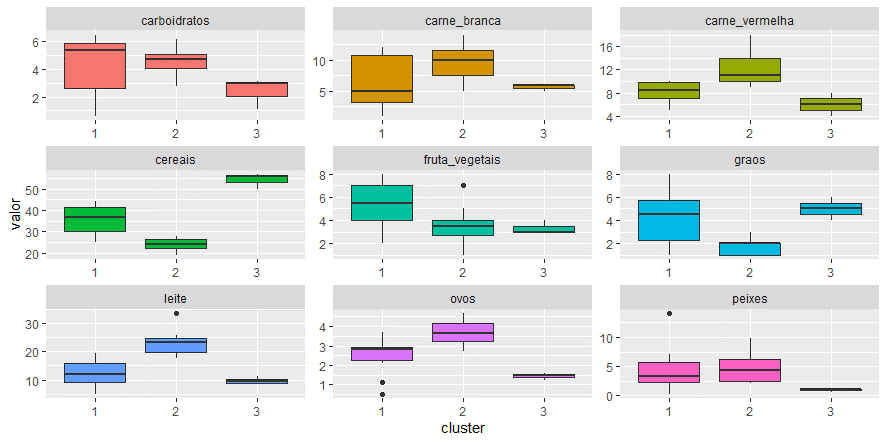 carboidratos carne_branca carne_vermelha
6
4
2
1 2 3
10
5
1 2 3
16
12
8
4
1 2 3
cereais fruta_vegetais graos
50
40
30
20
1 2 3
8
6
4
2
1 2 3
8
6
4
2
1 2 3
leite ovos peixes
30
20
10
1 2 3
4
3
2
1
1 2 3
10
5
0
1 2 3
valor
cluster